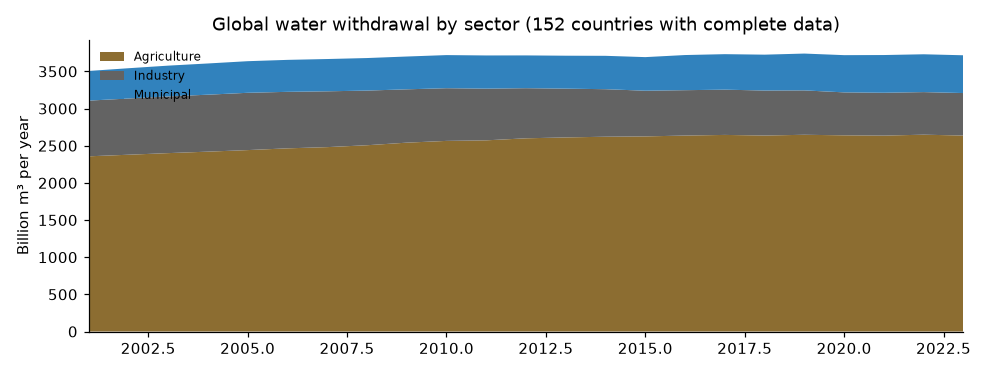 Global water withdrawal by sector (152 countries with complete data)
Billion m³ per year
3500
3000
2500
2000
1500
1000
500
0
Agriculture
Industry
Municipal
2002.5 2005.0 2007.5 2010.0 2012.5 2015.0 2017.5 2020.0 2022.5